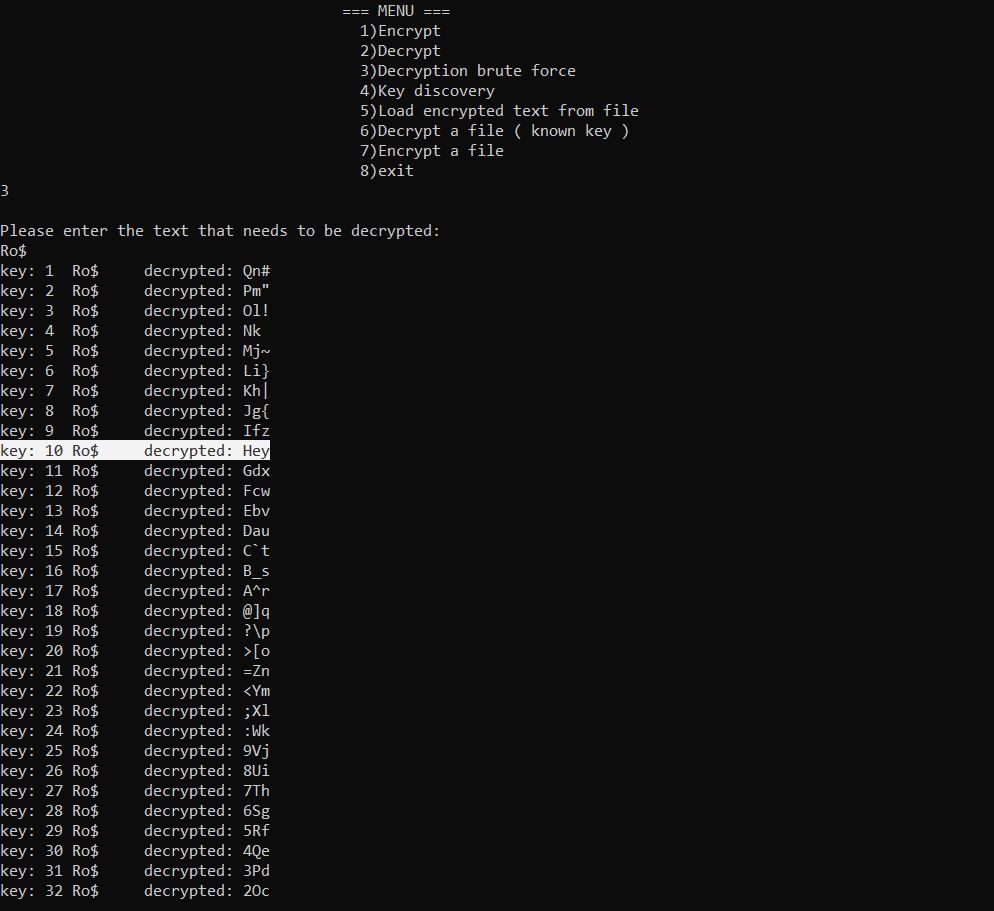 === MENU ===
1)Encrypt
2)Decrypt
3)Decryption brute force
4)Key discovery
5)Load encrypted text from file
6)Decrypt a file ( known key )
7)Encrypt a file
8)exit
3
Please enter the text that needs to be decrypted:
Ro$
key: 1  Ro$     decrypted: Qn#
key: 2  Ro$     decrypted: Pm"
key: 3  Ro$     decrypted: Ol!
key: 4  Ro$     decrypted: Nk
key: 5  Ro$     decrypted: Mj~
key: 6  Ro$     decrypted: Li}
key: 7  Ro$     decrypted: Kh|
key: 8  Ro$     decrypted: Jg{
key: 9  Ro$     decrypted: Ifz
key: 10 Ro$     decrypted: Hey
key: 11 Ro$     decrypted: Gdx
key: 12 Ro$     decrypted: Fcw
key: 13 Ro$     decrypted: Ebv
key: 14 Ro$     decrypted: Dau
key: 15 Ro$     decrypted: C`t
key: 16 Ro$     decrypted: B_s
key: 17 Ro$     decrypted: A^r
key: 18 Ro$     decrypted: @]q
key: 19 Ro$     decrypted: ?\p
key: 20 Ro$     decrypted: >[o
key: 21 Ro$     decrypted: =Zn
key: 22 Ro$     decrypted: <Ym
key: 23 Ro$     decrypted: ;Xl
key: 24 Ro$     decrypted: :Wk
key: 25 Ro$     decrypted: 9Vj
key: 26 Ro$     decrypted: 8Ui
key: 27 Ro$     decrypted: 7Th
key: 28 Ro$     decrypted: 6Sg
key: 29 Ro$     decrypted: 5Rf
key: 30 Ro$     decrypted: 4Qe
key: 31 Ro$     decrypted: 3Pd
key: 32 Ro$     decrypted: 2Oc